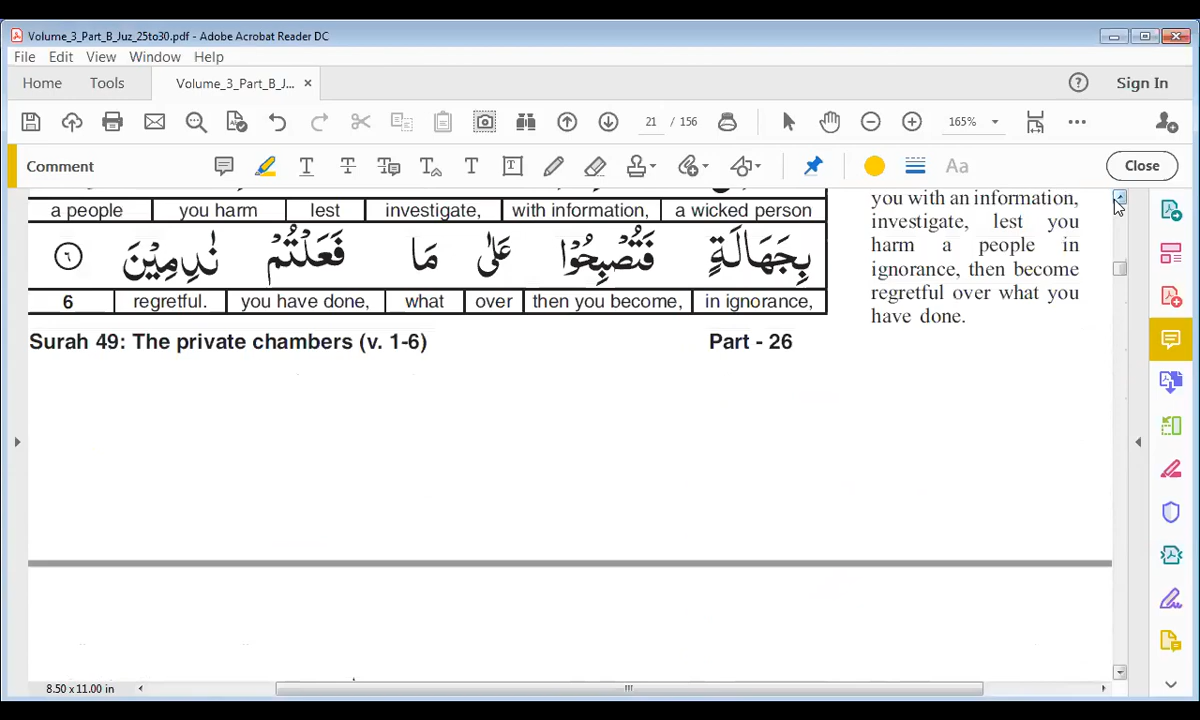 Volume_3_Part_B_Juz_25to30.pdf - Adobe Acrobat Reader DC
File Edit View Window Help
Home Tools Volume_3_Part_B_J... × Sign In
21 / 156 165%
Comment Aa Close
a people you harm lest investigate, with information, a wicked person
بِجَهَالَةٍ فَتُصْبِحُوْا عَلٰى مَا فَعَلْتُمْ نٰدِمِيْنَ ٦
6 regretful. you have done, what over then you become, in ignorance,
Surah 49: The private chambers (v. 1-6) Part - 26
you with an information,
investigate, lest you
harm a people in
ignorance, then become
regretful over what you
have done.
8.50 x 11.00 in